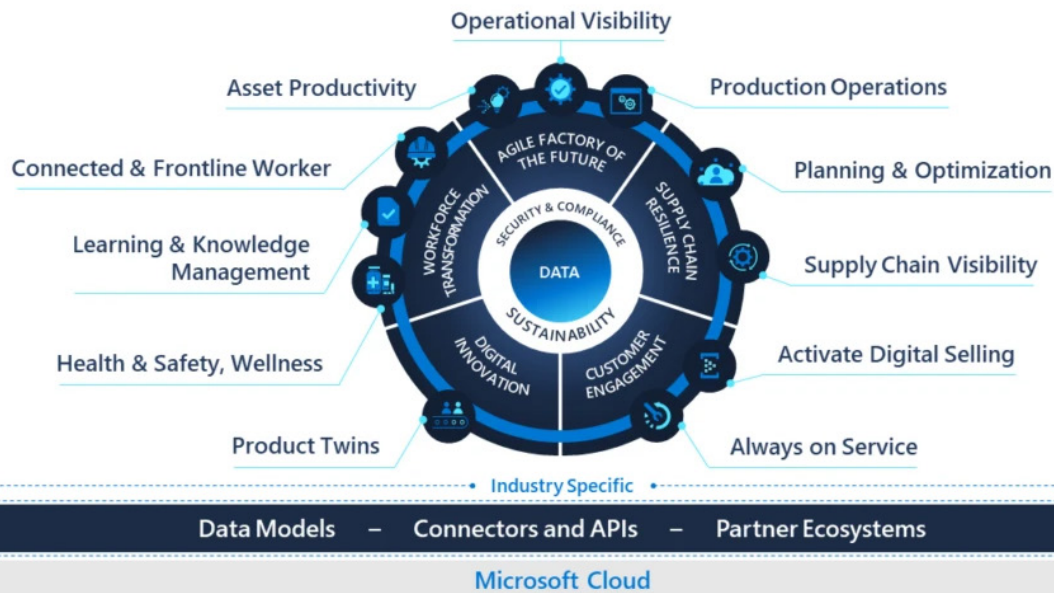 Operational Visibility
Asset Productivity
Production Operations
Connected & Frontline Worker
Planning & Optimization
Learning & Knowledge
Management
Supply Chain Visibility
Health & Safety, Wellness
Activate Digital Selling
Product Twins
Always on Service
AGILE FACTORY OF
THE FUTURE
WORKFORCE
TRANSFORMATION
SUPPLY CHAIN
RESILIENCE
SECURITY & COMPLIANCE
DATA
SUSTAINABILITY
DIGITAL
INNOVATION
CUSTOMER
ENGAGEMENT
Industry Specific
Data Models – Connectors and APIs – Partner Ecosystems
Microsoft Cloud